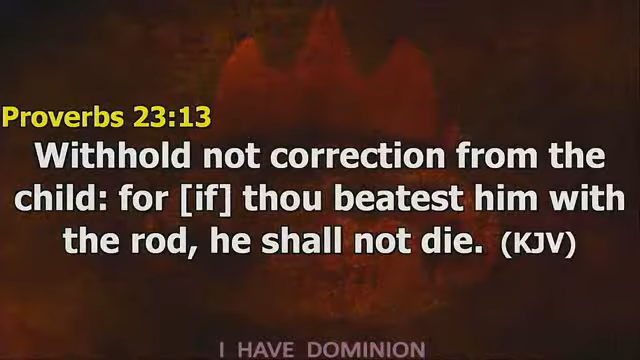 Proverbs 23:13
Withhold not correction from the
child: for [if] thou beatest him with
the rod, he shall not die. (KJV)
I HAVE DOMINION